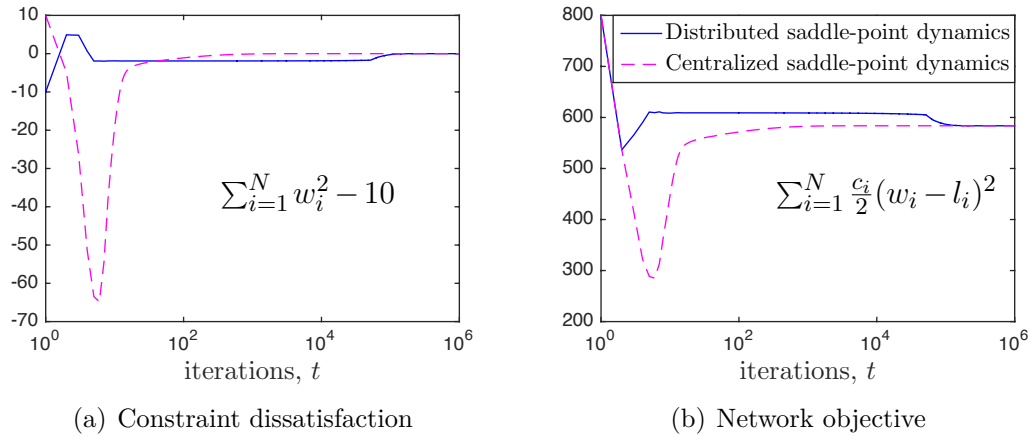 10
0
-10
-20
-30
-40
-50
-60
-70
10^0 10^2 10^4 10^6
iterations, t
∑_{i=1}^{N} w_i^2 − 10
(a) Constraint dissatisfaction
800
700
600
500
400
300
200
10^0 10^2 10^4 10^6
iterations, t
Distributed saddle-point dynamics
Centralized saddle-point dynamics
∑_{i=1}^{N} \frac{c_i}{2}(w_i − l_i)^2
(b) Network objective